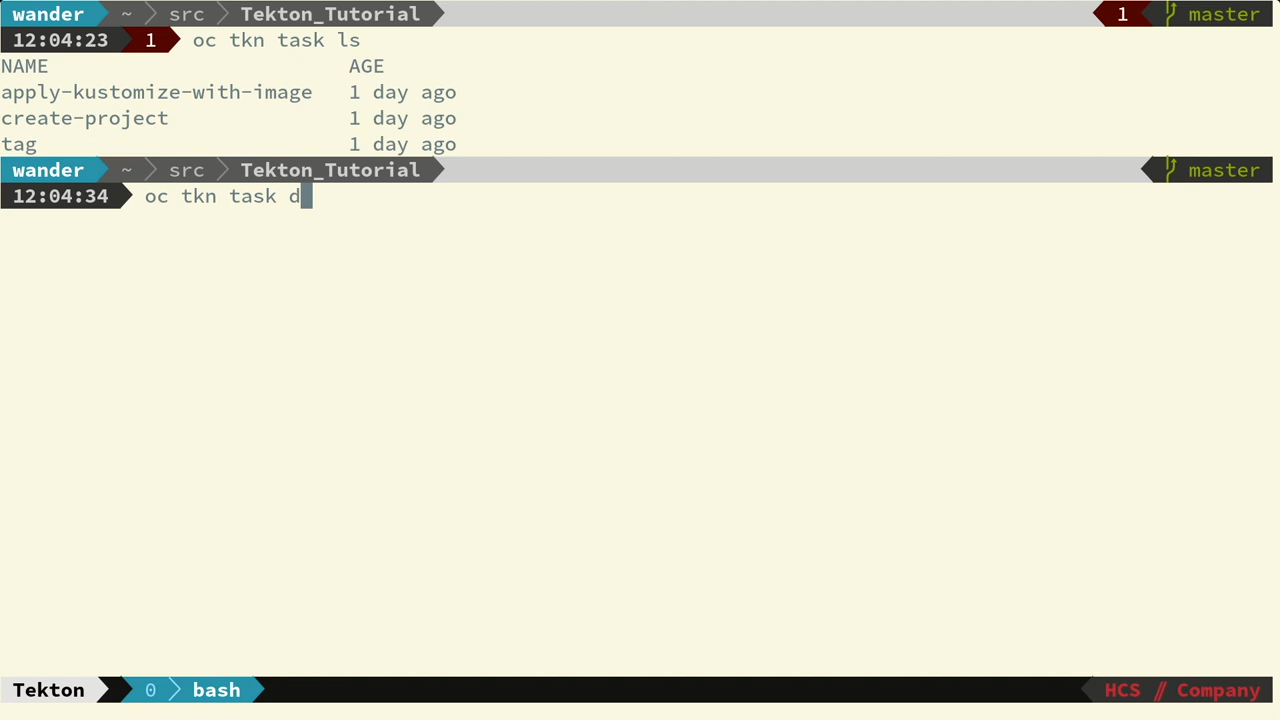 wander ~ src Tekton_Tutorial 1 master
12:04:23 1 oc tkn task ls
NAME AGE
apply-kustomize-with-image 1 day ago
create-project 1 day ago
tag 1 day ago
wander ~ src Tekton_Tutorial master
12:04:34 oc tkn task d
Tekton 0 bash HCS // Company